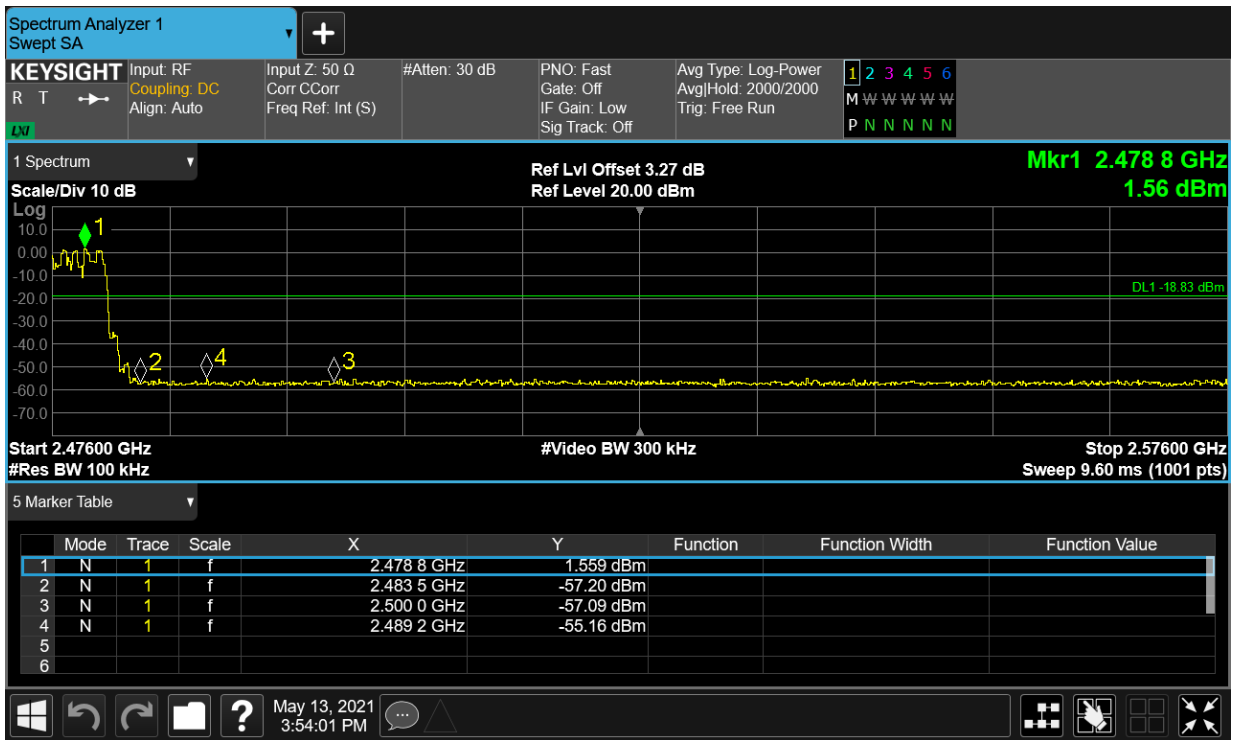 Spectrum Analyzer 1
Swept SA
+
KEYSIGHT
R T
LXI
Input: RF
Coupling: DC
Align: Auto
Input Z: 50 Ω
Corr CCorr
Freq Ref: Int (S)
#Atten: 30 dB
PNO: Fast
Gate: Off
IF Gain: Low
Sig Track: Off
Avg Type: Log-Power
Avg|Hold: 2000/2000
Trig: Free Run
1 2 3 4 5 6
M W W W W W
P N N N N N
1 Spectrum
Scale/Div 10 dB
Ref Lvl Offset 3.27 dB
Ref Level 20.00 dBm
Mkr1 2.478 8 GHz
1.56 dBm
Log
10.0
0.00
-10.0
-20.0
-30.0
-40.0
-50.0
-60.0
-70.0
1
2
4
3
DL1 -18.83 dBm
Start 2.47600 GHz
#Res BW 100 kHz
#Video BW 300 kHz
Stop 2.57600 GHz
Sweep 9.60 ms (1001 pts)
5 Marker Table
Mode Trace Scale X Y Function Function Width Function Value
1 N 1 f 2.478 8 GHz 1.559 dBm
2 N 1 f 2.483 5 GHz -57.20 dBm
3 N 1 f 2.500 0 GHz -57.09 dBm
4 N 1 f 2.489 2 GHz -55.16 dBm
5
6
?
May 13, 2021
3:54:01 PM